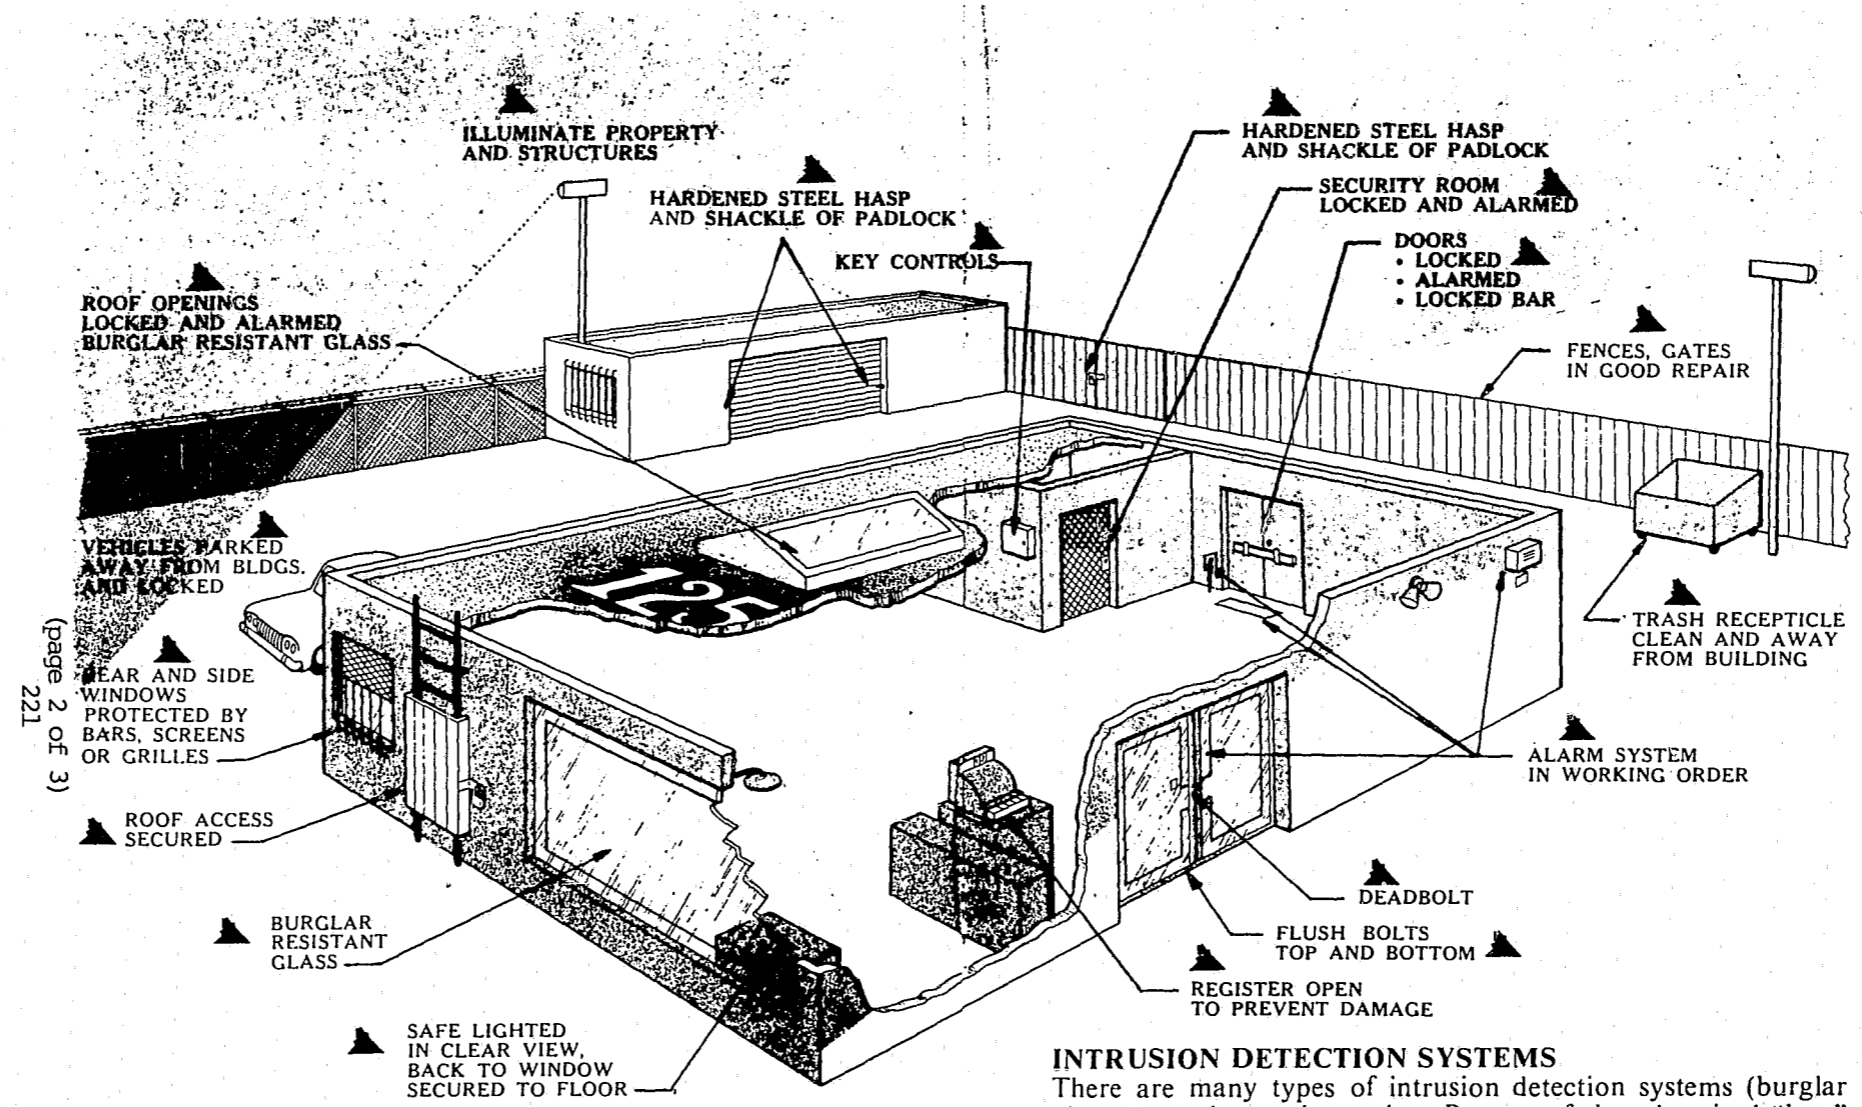 ILLUMINATE PROPERTY
AND STRUCTURES
HARDENED STEEL HASP
AND SHACKLE OF PADLOCK
KEY CONTROLS
HARDENED STEEL HASP
AND SHACKLE OF PADLOCK
SECURITY ROOM
LOCKED AND ALARMED
DOORS
• LOCKED
• ALARMED
• LOCKED BAR
FENCES, GATES
IN GOOD REPAIR
ROOF OPENINGS
LOCKED AND ALARMED
BURGLAR RESISTANT GLASS
VEHICLES PARKED
AWAY FROM BLDGS.
AND LOCKED
125
TRASH RECEPTICLE
CLEAN AND AWAY
FROM BUILDING
REAR AND SIDE
WINDOWS
PROTECTED BY
BARS, SCREENS
OR GRILLES
ALARM SYSTEM
IN WORKING ORDER
ROOF ACCESS
SECURED
DEADBOLT
BURGLAR
RESISTANT
GLASS
FLUSH BOLTS
TOP AND BOTTOM
REGISTER OPEN
TO PREVENT DAMAGE
SAFE LIGHTED
IN CLEAR VIEW,
BACK TO WINDOW
SECURED TO FLOOR
INTRUSION DETECTION SYSTEMS
There are many types of intrusion detection systems (burglar
(page 2 of 3)
221